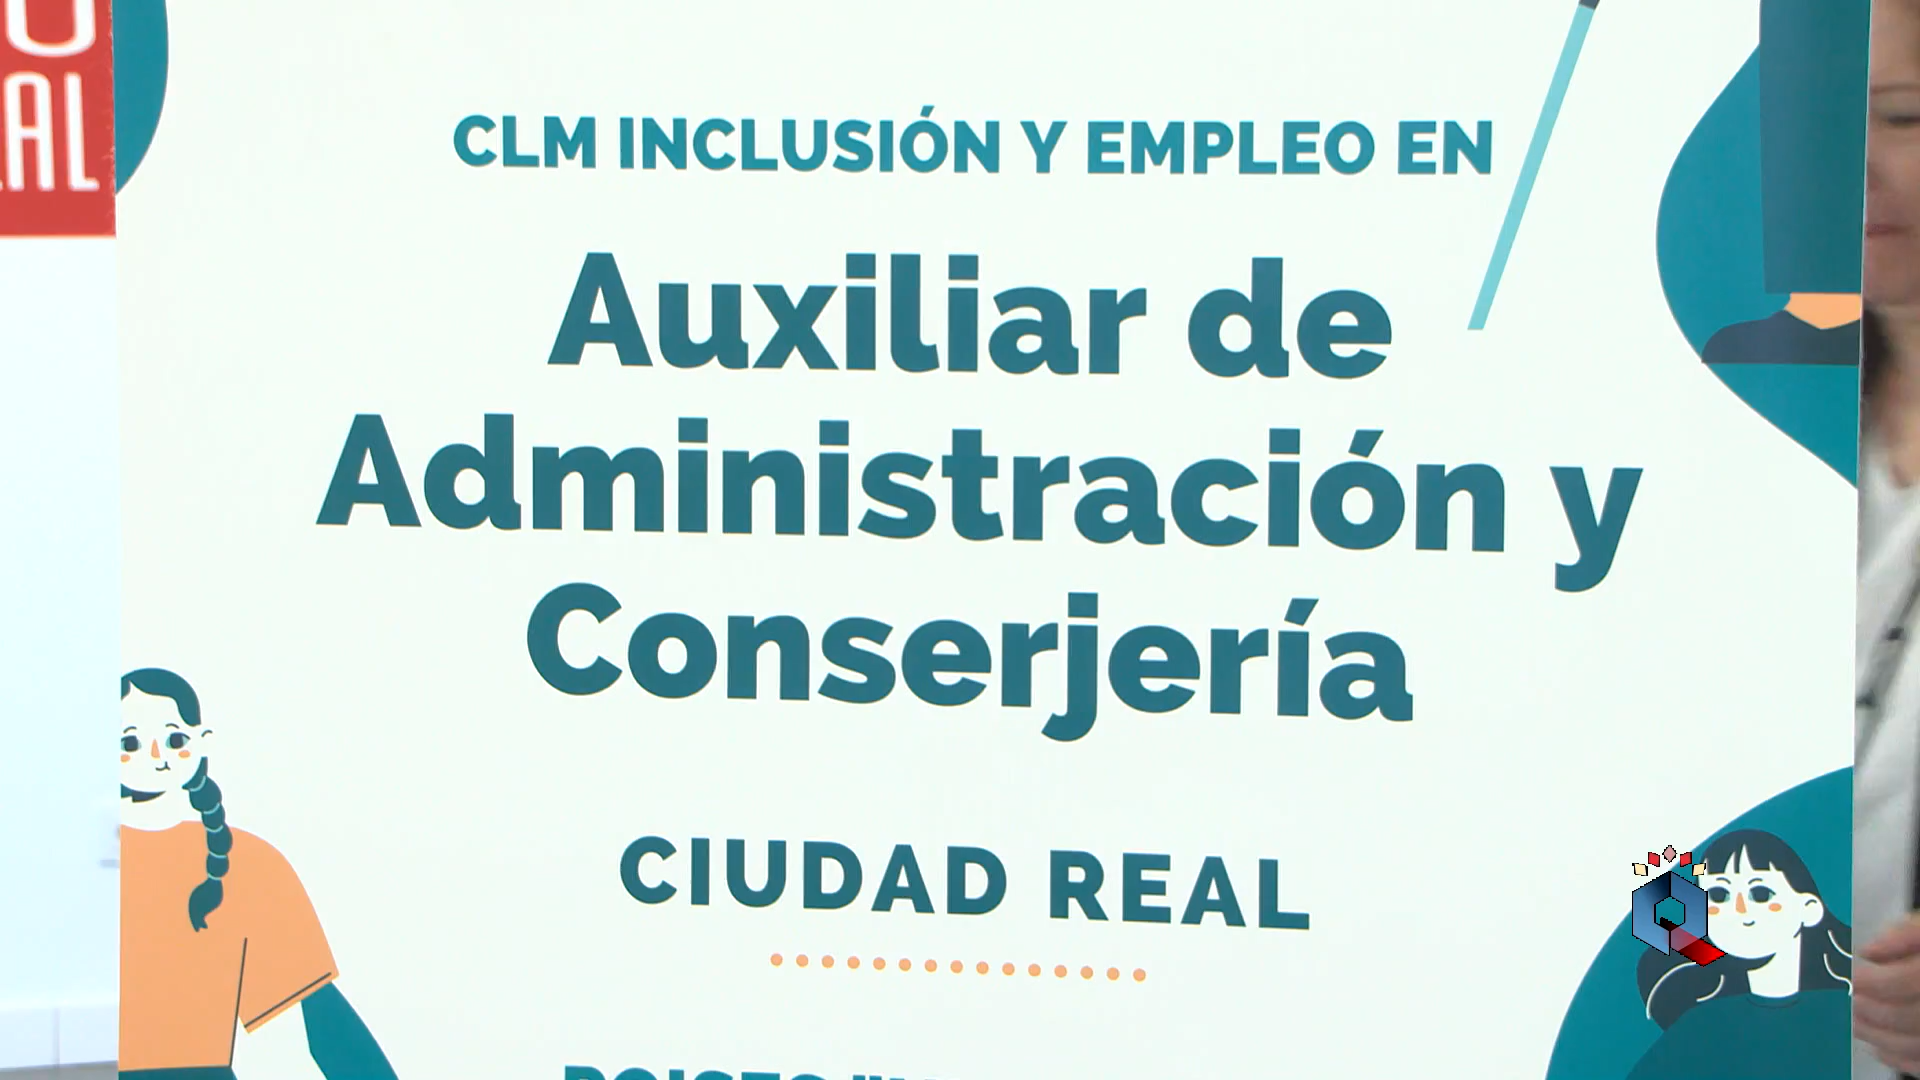 CLM INCLUSIÓN Y EMPLEO EN
Auxiliar de
Administración y
Conserjería
CIUDAD REAL